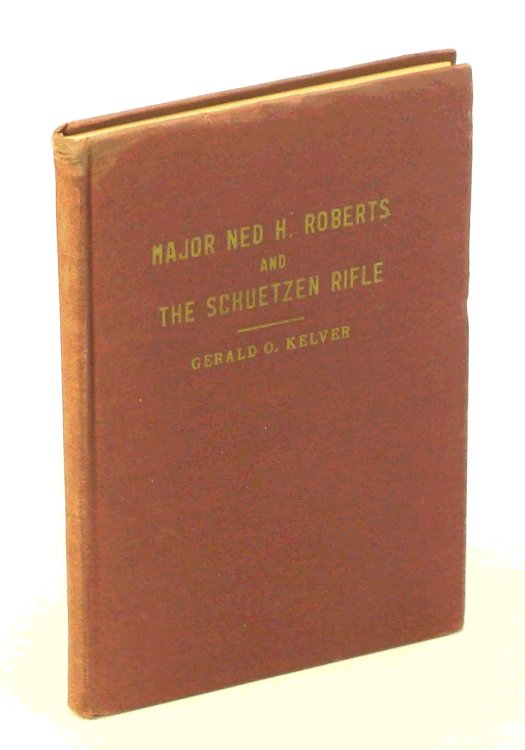 MAJOR NED H. ROBERTS
AND
THE SCHUETZEN RIFLE
GERALD O. KELVER